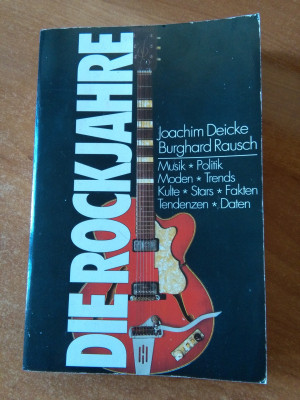 DIE ROCKJAHRE
Joachim Deicke
Burghard Rausch
Musik * Politik
Moden * Trends
Kulte * Stars * Fakten
Tendenzen * Daten